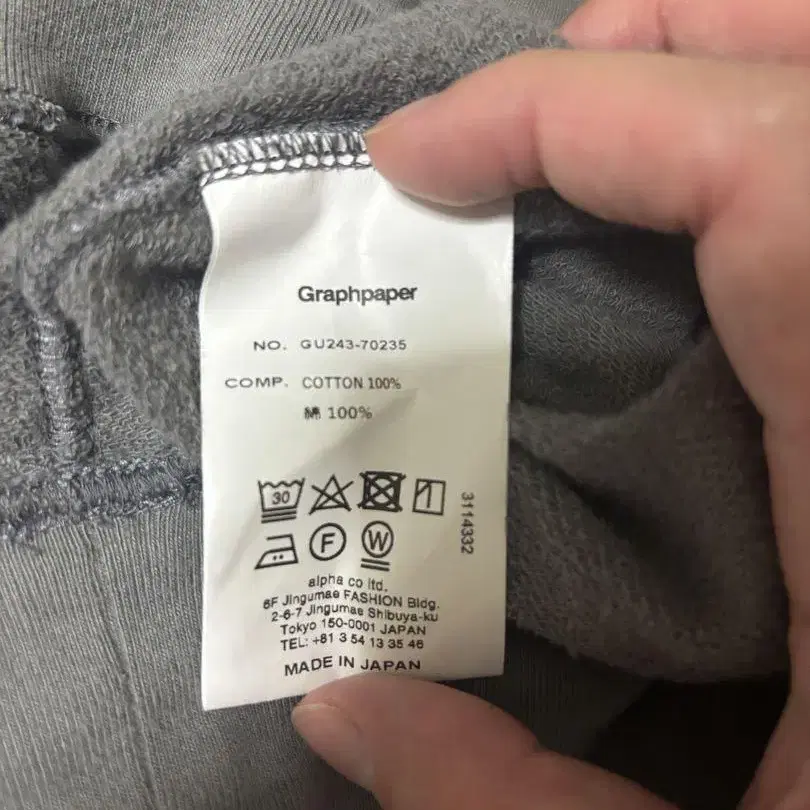 Graphpaper
NO. GU243-70235
COMP. COTTON 100%
綿 100%
30
3114332
F W
alpha co ltd.
6F Jingumae FASHION Bldg.
2-6-7 Jingumae Shibuya-ku
Tokyo 150-0001 JAPAN
TEL: +81 3 54 13 35 46
MADE IN JAPAN